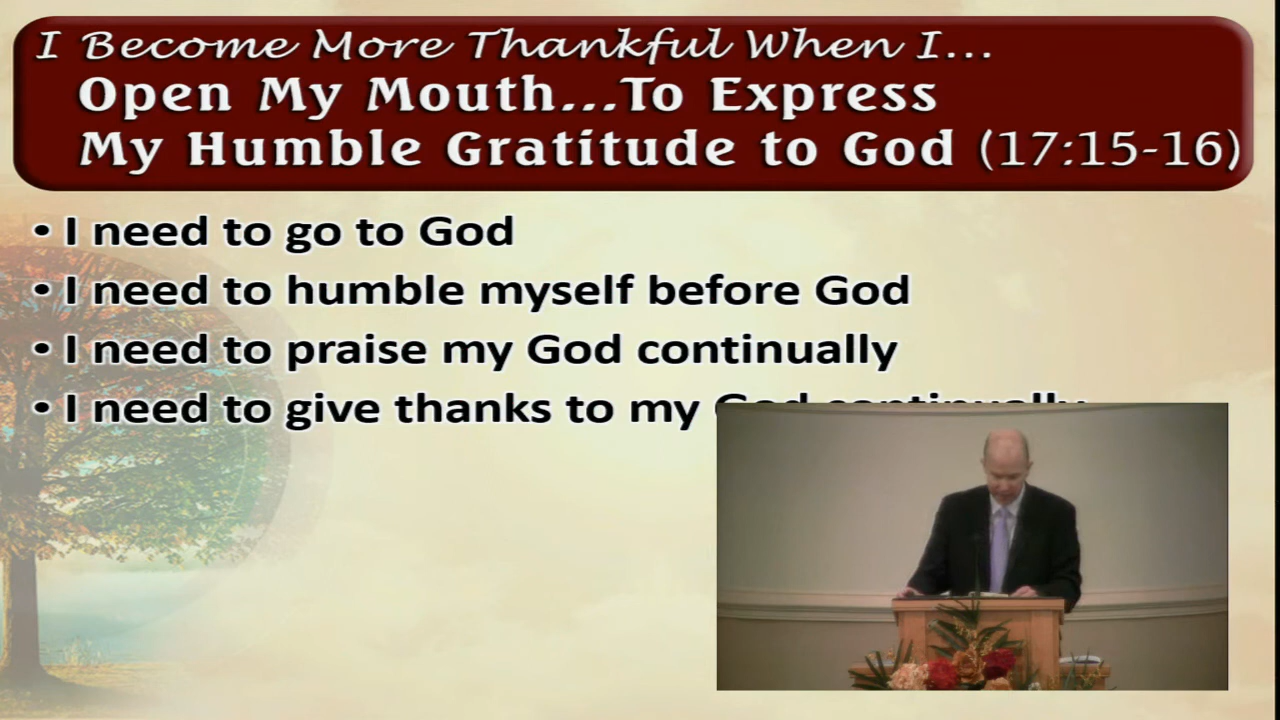 I Become More Thankful When I...
Open My Mouth...To Express
My Humble Gratitude to God (17:15-16)
• I need to go to God
• I need to humble myself before God
• I need to praise my God continually
• I need to give thanks to my God continually